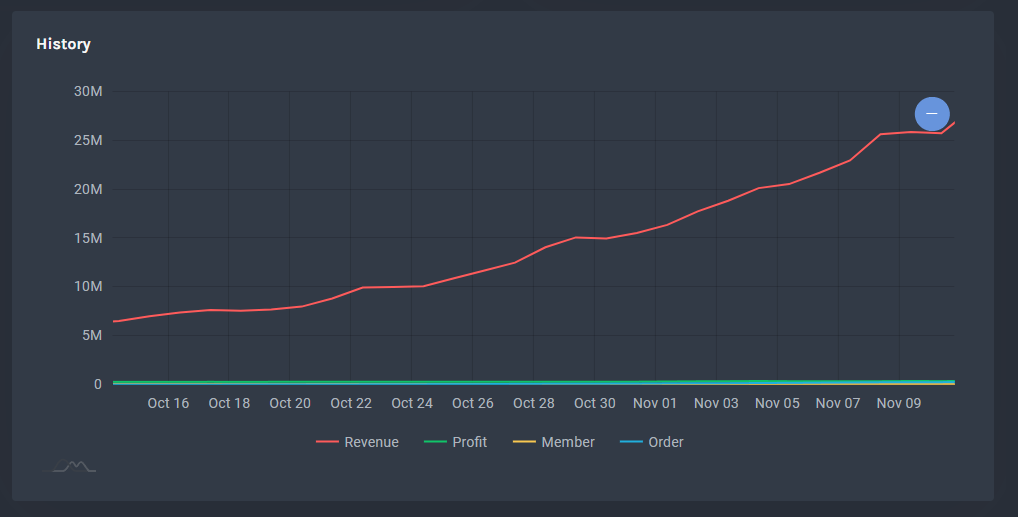 History
30M
25M
20M
15M
10M
5M
0
Oct 16 Oct 18 Oct 20 Oct 22 Oct 24 Oct 26 Oct 28 Oct 30 Nov 01 Nov 03 Nov 05 Nov 07 Nov 09
Revenue Profit Member Order